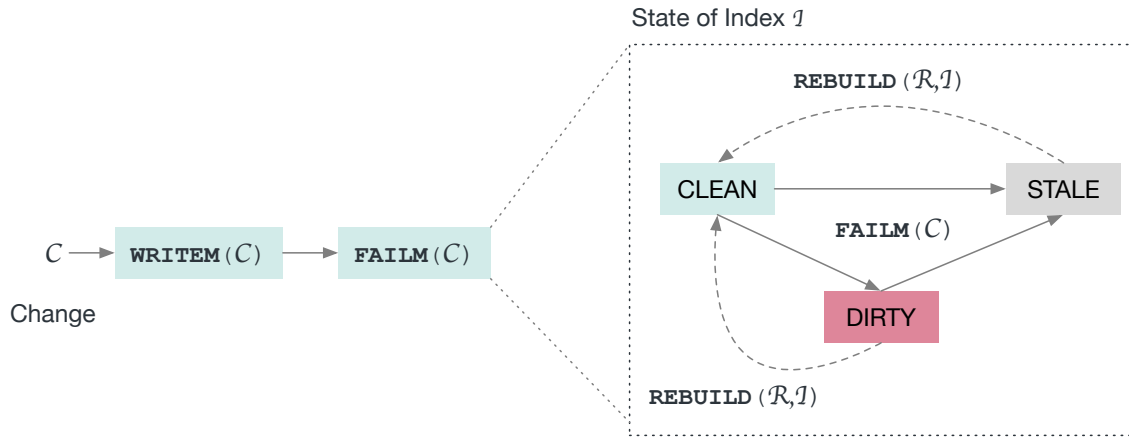 State of Index ℐ
REBUILD(ℛ,ℐ)
CLEAN
STALE
FAILM(C)
C
WRITEM(C)
FAILM(C)
Change
DIRTY
REBUILD(ℛ,ℐ)